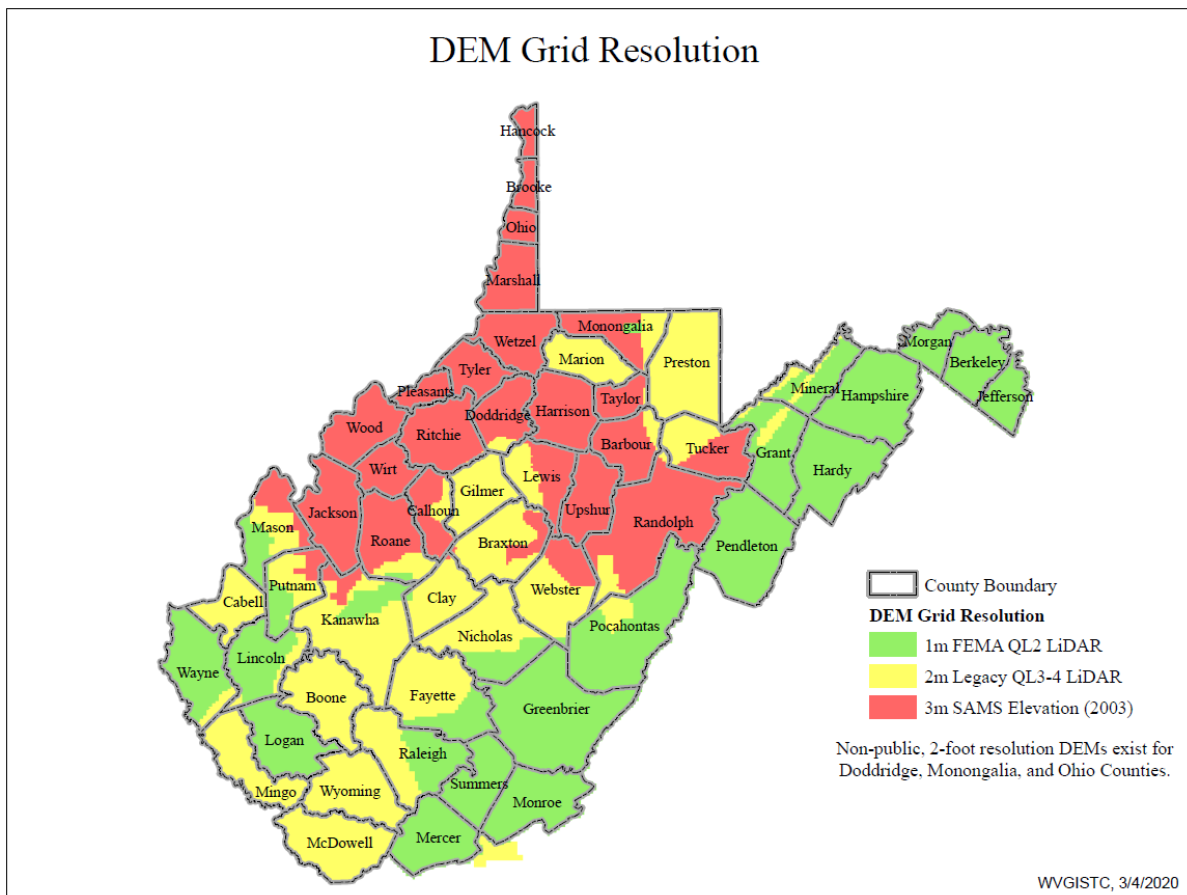 DEM Grid Resolution
Hancock
Brooke
Ohio
Marshall
Wetzel
Monongalia
Marion
Preston
Morgan
Berkeley
Jefferson
Tyler
Pleasants
Doddridge
Harrison
Taylor
Mineral
Hampshire
Wood
Ritchie
Barbour
Tucker
Grant
Hardy
Wirt
Lewis
Gilmer
Calhoun
Upshur
Randolph
Jackson
Mason
Roane
Braxton
Pendleton
Putnam
Cabell
Kanawha
Clay
Webster
Nicholas
Pocahontas
Wayne
Lincoln
Boone
Fayette
Greenbrier
Logan
Raleigh
Summers
Monroe
Mingo
Wyoming
McDowell
Mercer
County Boundary
DEM Grid Resolution
1m FEMA QL2 LiDAR
2m Legacy QL3-4 LiDAR
3m SAMS Elevation (2003)
Non-public, 2-foot resolution DEMs exist for
Doddridge, Monongalia, and Ohio Counties.
WVGISTC, 3/4/2020